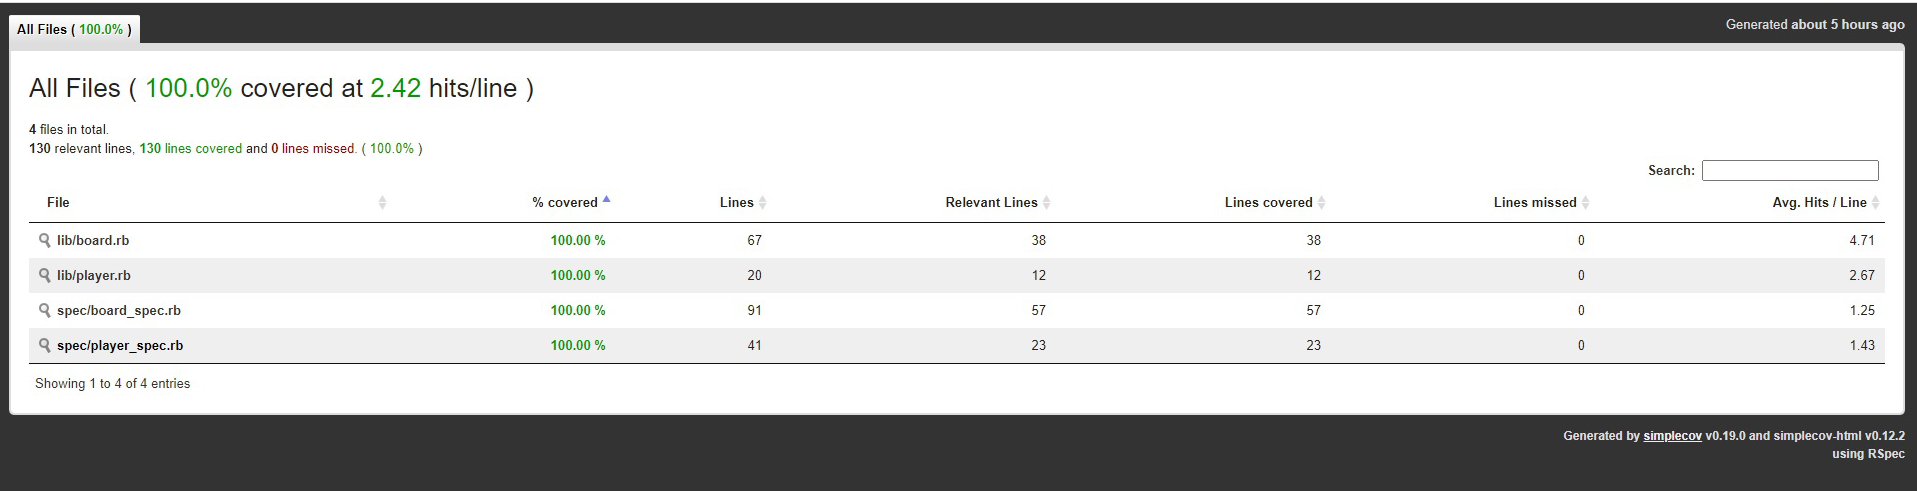 All Files ( 100.0% )
Generated about 5 hours ago
All Files ( 100.0% covered at 2.42 hits/line )
4 files in total.
130 relevant lines, 130 lines covered and 0 lines missed. ( 100.0% )
Search:
File % covered Lines Relevant Lines Lines covered Lines missed Avg. Hits / Line
lib/board.rb 100.00 % 67 38 38 0 4.71
lib/player.rb 100.00 % 20 12 12 0 2.67
spec/board_spec.rb 100.00 % 91 57 57 0 1.25
spec/player_spec.rb 100.00 % 41 23 23 0 1.43
Showing 1 to 4 of 4 entries
Generated by simplecov v0.19.0 and simplecov-html v0.12.2
using RSpec